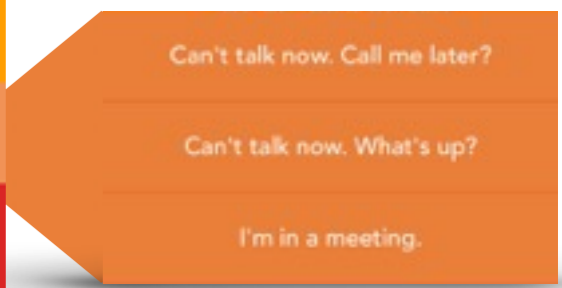 Can't talk now. Call me later?
Can't talk now. What's up?
I'm in a meeting.